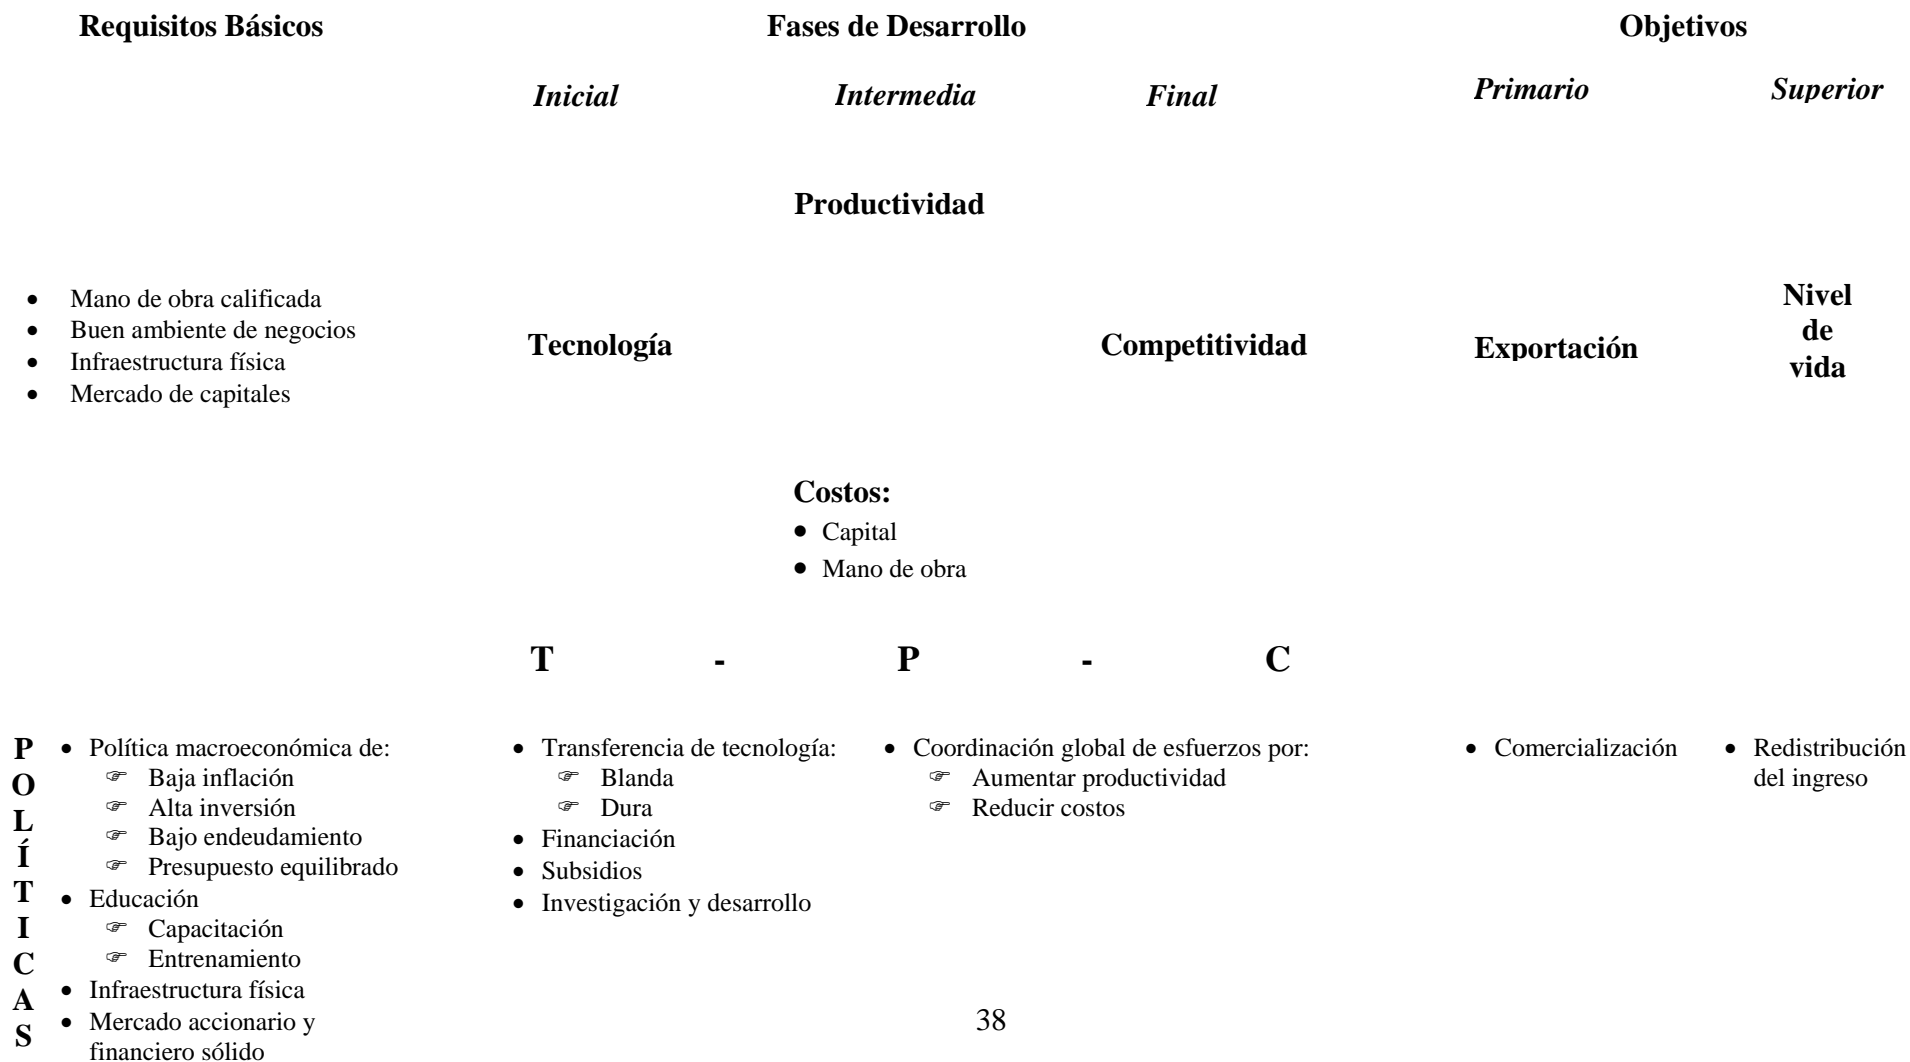 Requisitos Básicos
Fases de Desarrollo
Objetivos
Inicial
Intermedia
Final
Primario
Superior
Productividad
• Mano de obra calificada
• Buen ambiente de negocios
• Infraestructura física
• Mercado de capitales
Tecnología
Competitividad
Exportación
Nivel
de
vida
Costos:
• Capital
• Mano de obra
T - P - C
POLÍTICAS
• Política macroeconómica de:
☞ Baja inflación
☞ Alta inversión
☞ Bajo endeudamiento
☞ Presupuesto equilibrado
• Educación
☞ Capacitación
☞ Entrenamiento
• Infraestructura física
• Mercado accionario y
financiero sólido
• Transferencia de tecnología:
☞ Blanda
☞ Dura
• Financiación
• Subsidios
• Investigación y desarrollo
• Coordinación global de esfuerzos por:
☞ Aumentar productividad
☞ Reducir costos
• Comercialización
• Redistribución
del ingreso
38